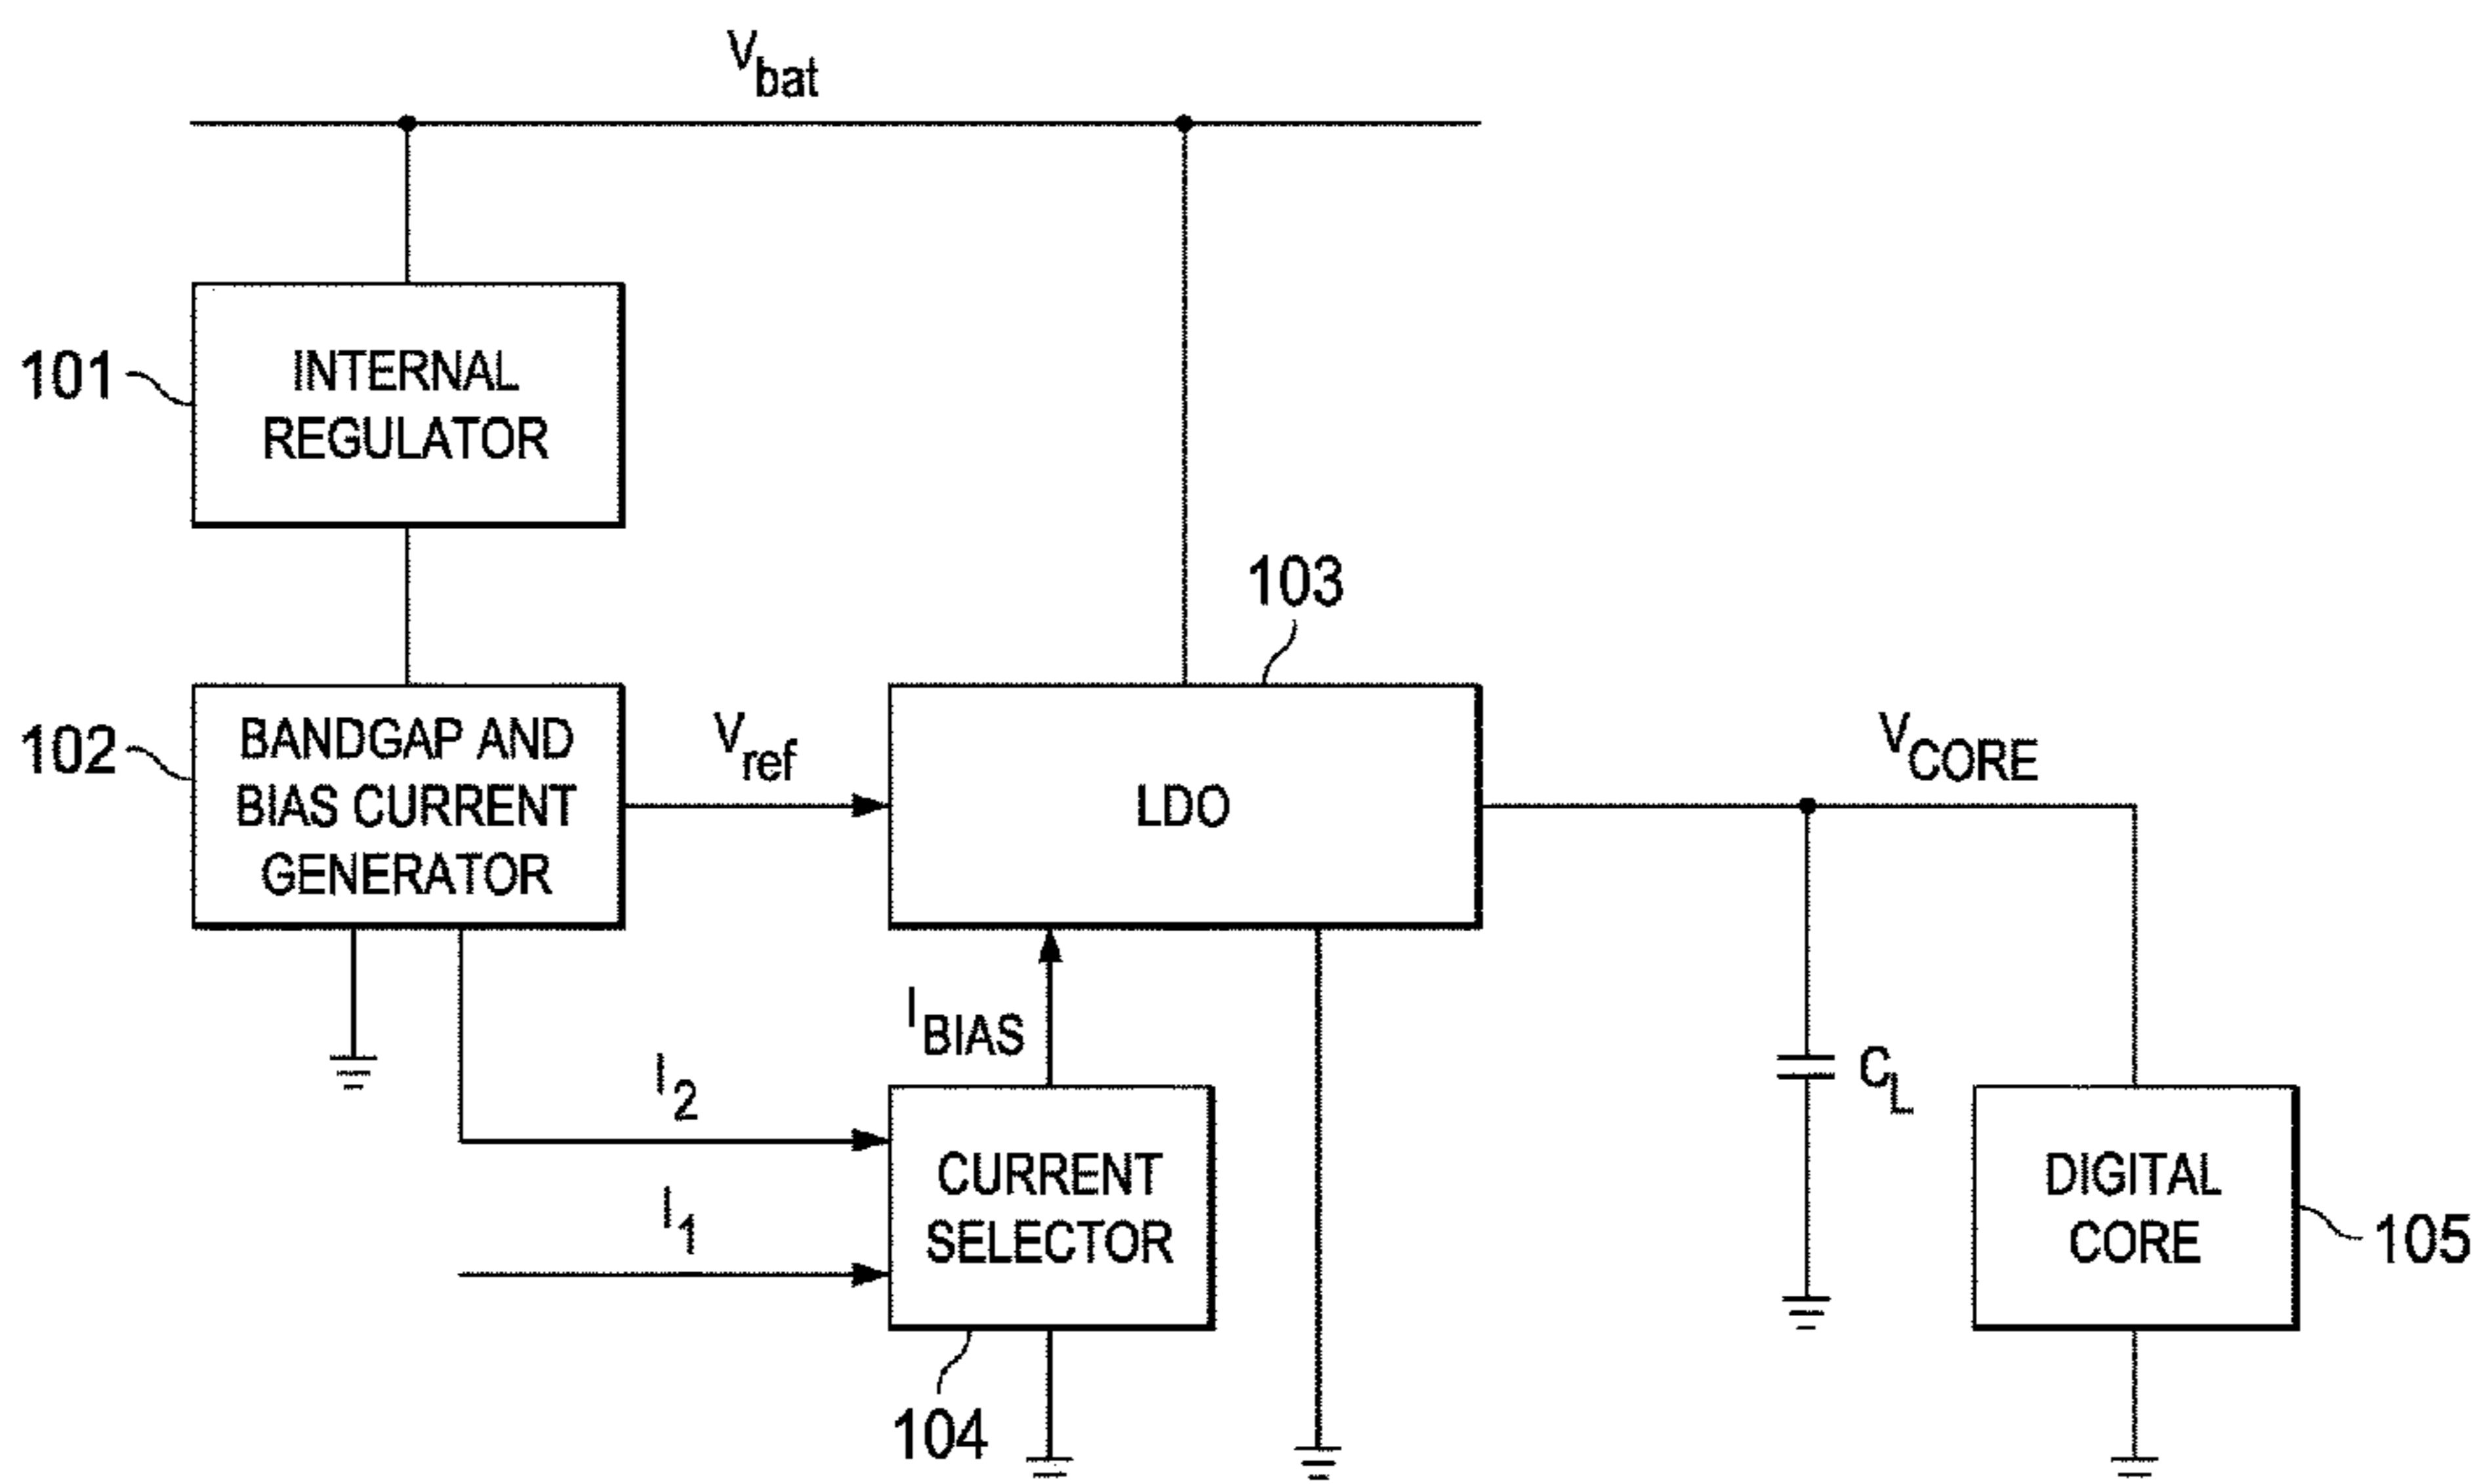 Vbat
101
INTERNAL
REGULATOR
103
102
BANDGAP AND
BIAS CURRENT
GENERATOR
Vref
LDO
VCORE
IBIAS
I2
I1
CURRENT
SELECTOR
CL
DIGITAL
CORE
105
104